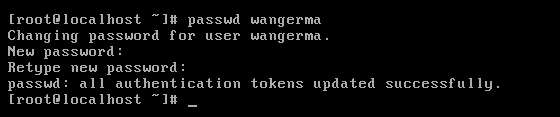 [root@localhost ~]# passwd wangerma
Changing password for user wangerma.
New password:
Retype new password:
passwd: all authentication tokens updated successfully.
[root@localhost ~]# _